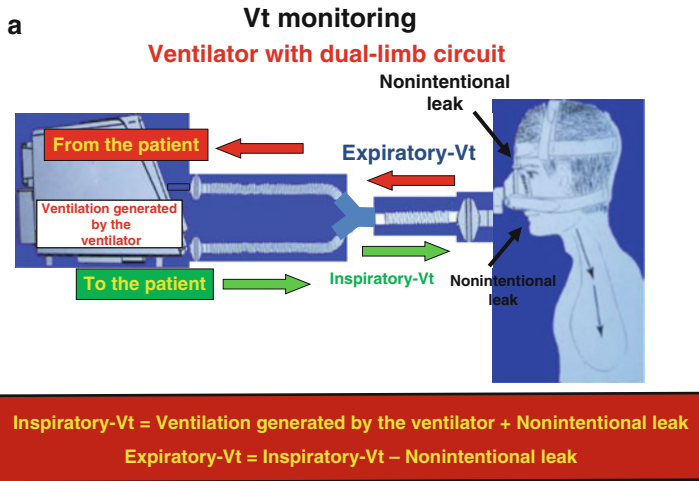 a
Vt monitoring
Ventilator with dual-limb circuit
Nonintentional
leak
From the patient
Expiratory-Vt
Ventilation generated
by the
ventilator
To the patient
Inspiratory-Vt
Nonintentional
leak
Inspiratory-Vt = Ventilation generated by the ventilator + Nonintentional leak
Expiratory-Vt = Inspiratory-Vt – Nonintentional leak